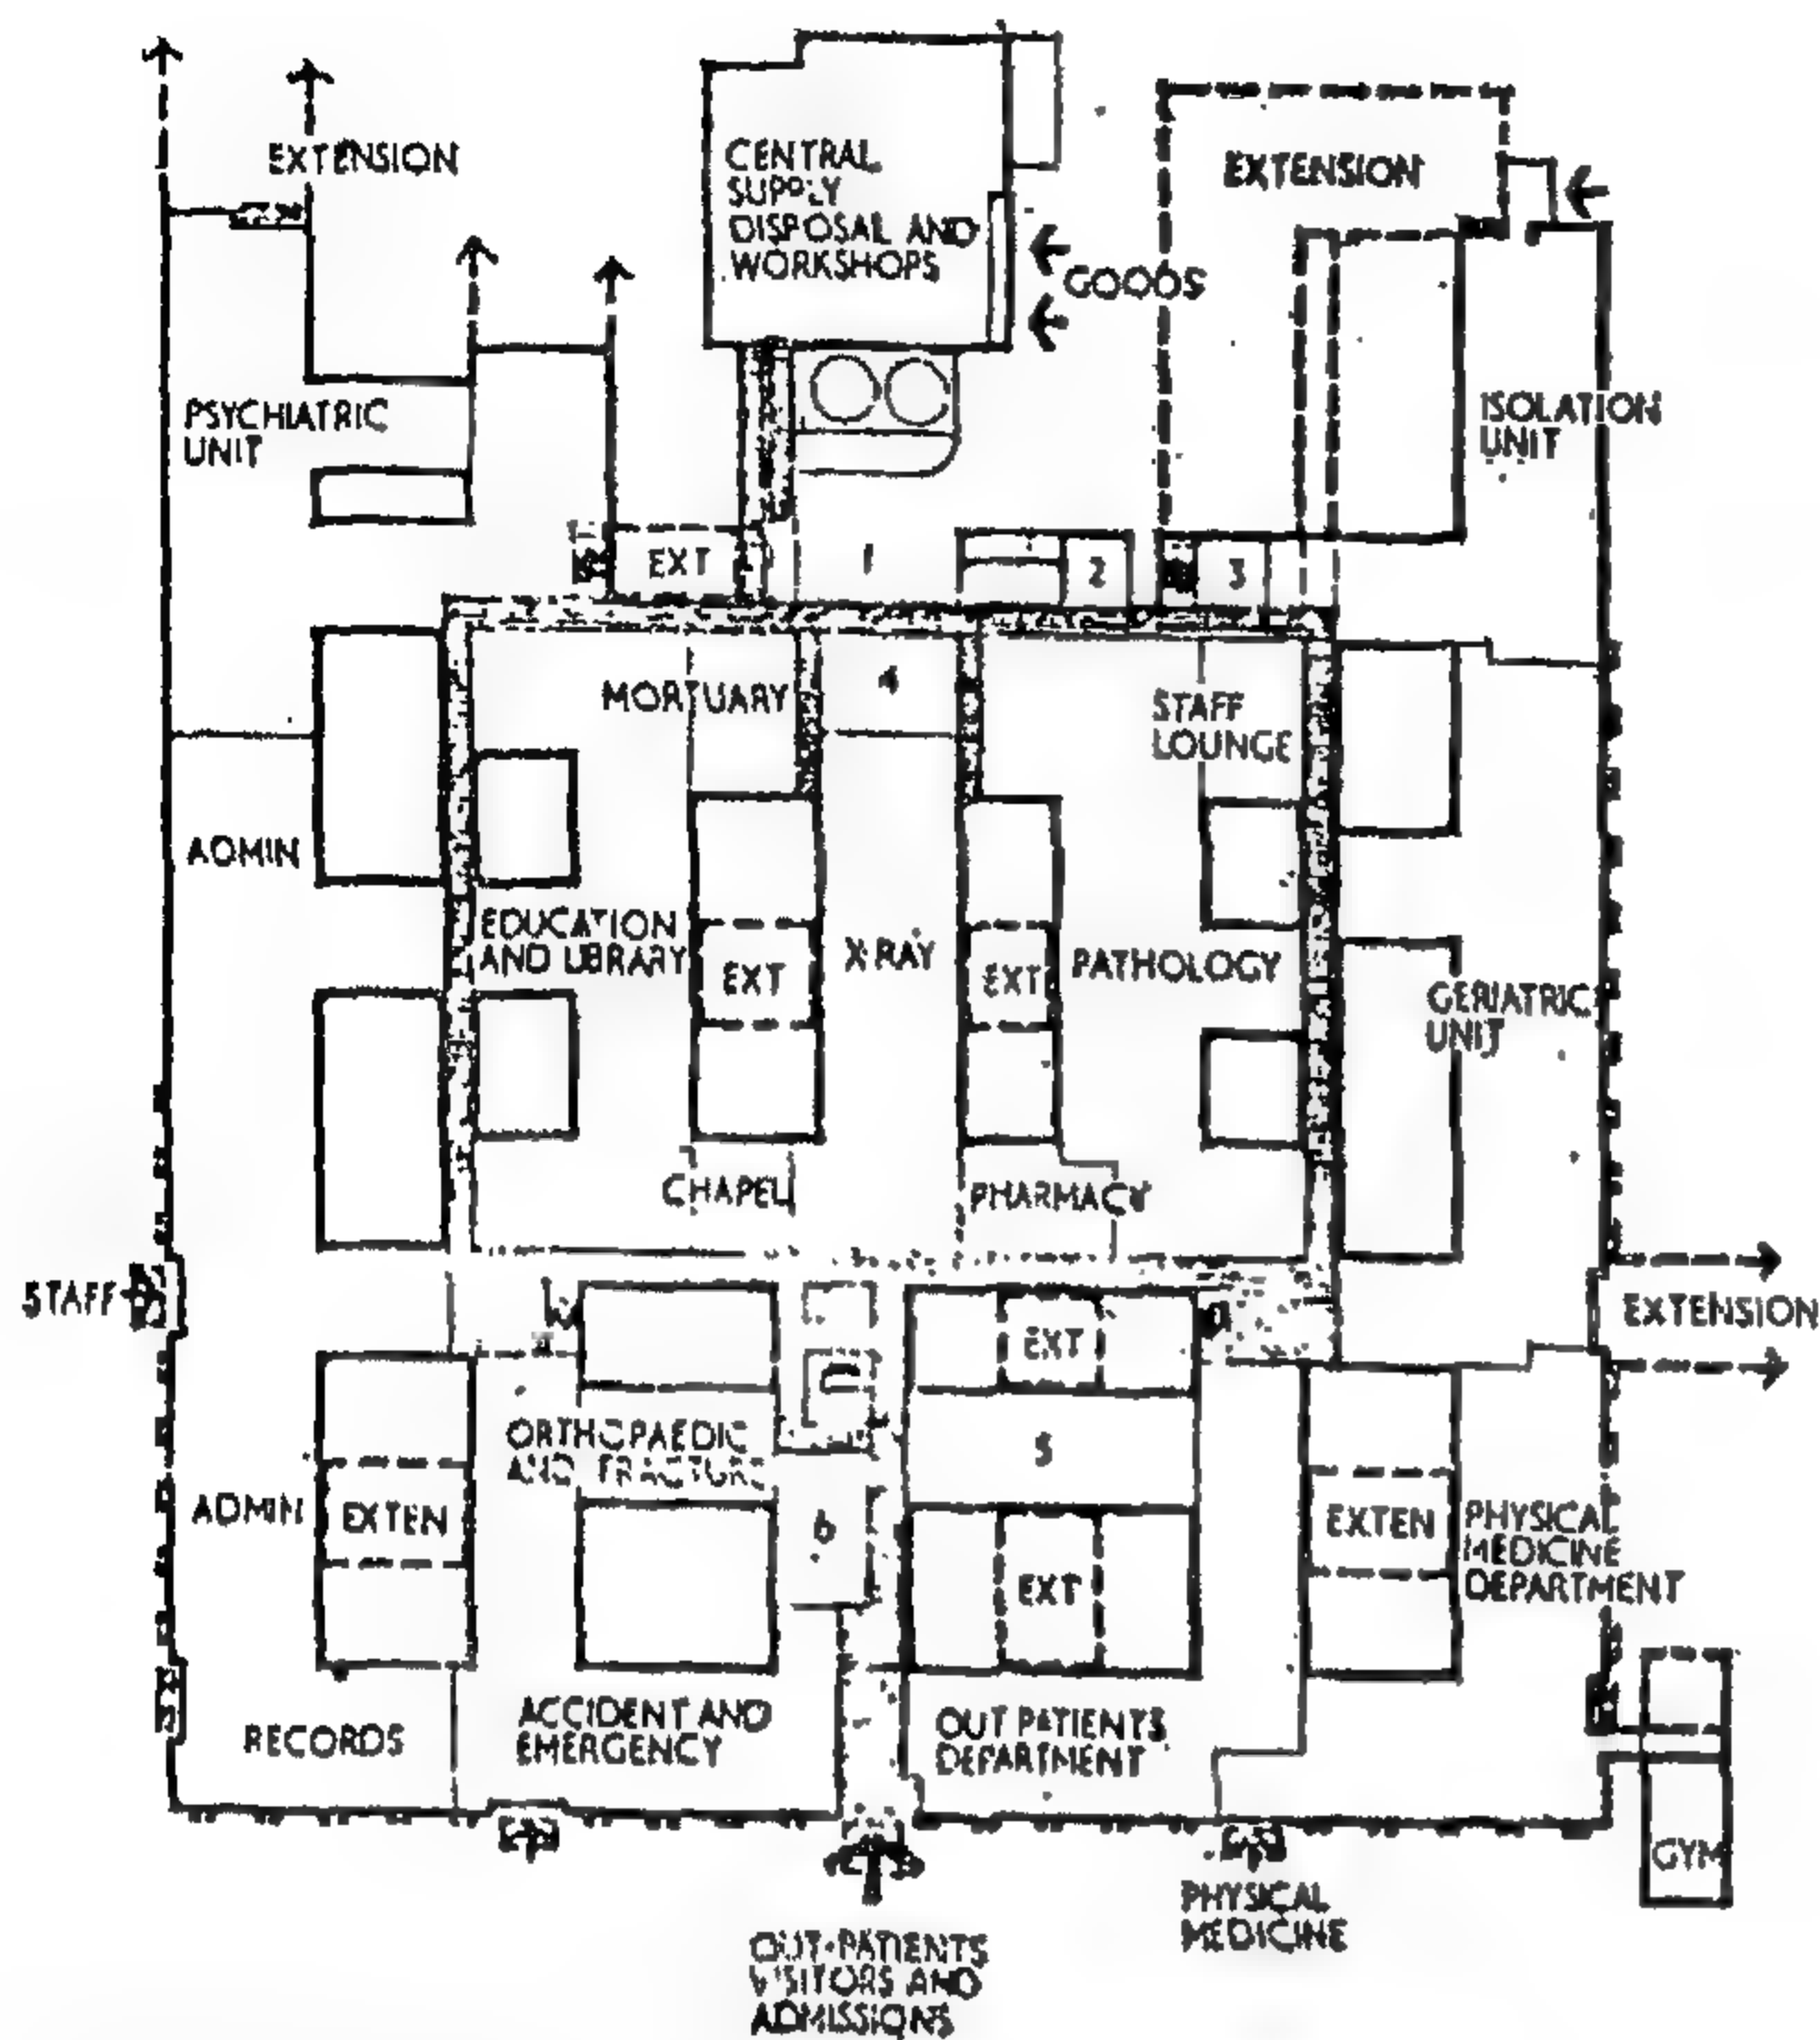 EXTENSION
CENTRAL
SUPPLY
DISPOSAL AND
WORKSHOPS
EXTENSION
GOODS
PSYCHIATRIC
UNIT
ISOLATION
UNIT
EXT
1
2
3
MORTUARY
4
STAFF
LOUNGE
ADMIN
EDUCATION
AND LIBRARY
EXT
X-RAY
EXT
PATHOLOGY
GERIATRIC
UNIT
CHAPEL
PHARMACY
STAFF
EXT
EXTENSION
ORTHOPAEDIC
AND FRACTURE
5
ADMIN
EXTEN
6
EXT
EXTEN
PHYSICAL
MEDICINE
DEPARTMENT
RECORDS
ACCIDENT AND
EMERGENCY
OUT PATIENTS
DEPARTMENT
GYM
PHYSICAL
MEDICINE
OUT-PATIENTS
VISITORS AND
ADMISSIONS